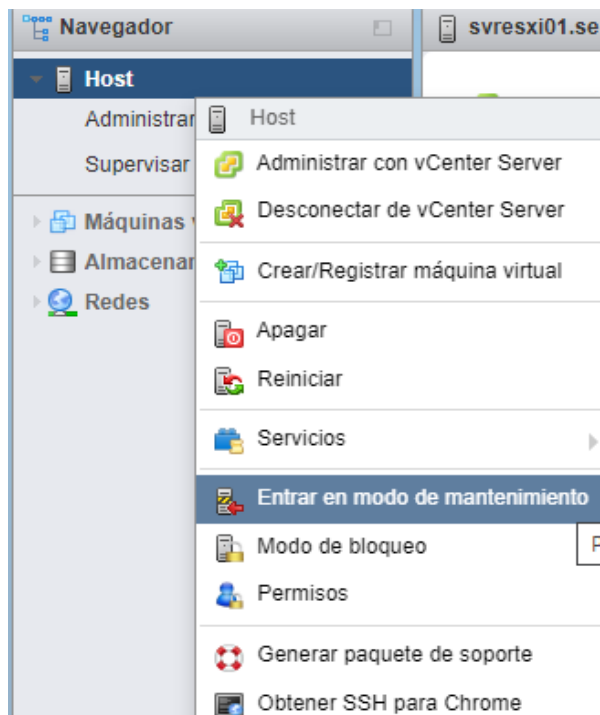 Navegador
svresxi01.se
Host
Administrar
Host
Supervisar
Administrar con vCenter Server
Desconectar de vCenter Server
Máquinas v
Almacenar
Crear/Registrar máquina virtual
Redes
Apagar
Reiniciar
Servicios
Entrar en modo de mantenimiento
Modo de bloqueo
P
Permisos
Generar paquete de soporte
Obtener SSH para Chrome